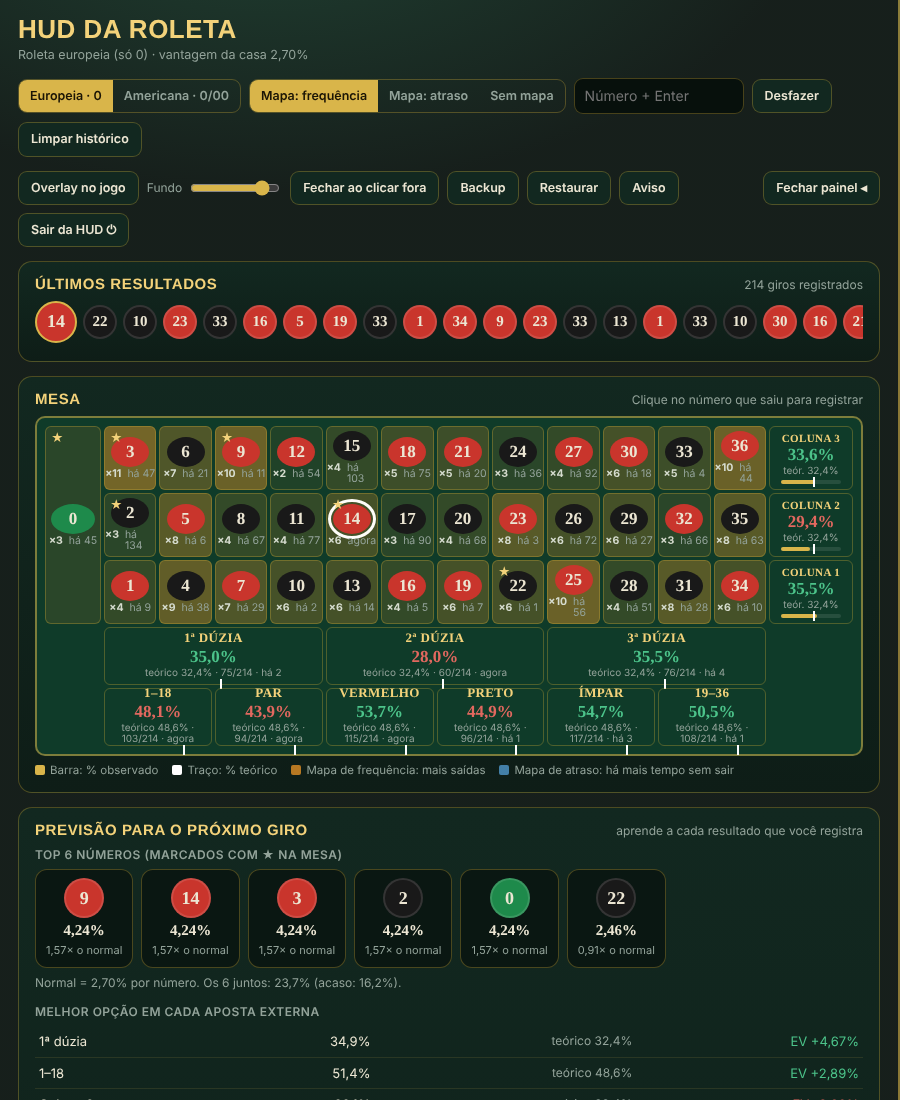 HUD DA ROLETA
Roleta europeia (só 0) · vantagem da casa 2,70%
Europeia · 0 Americana · 0/00 Mapa: frequência Mapa: atraso Sem mapa Número + Enter Desfazer
Limpar histórico
Overlay no jogo Fundo Fechar ao clicar fora Backup Restaurar Aviso Fechar painel ◂
Sair da HUD ⏻
ÚLTIMOS RESULTADOS 214 giros registrados
14 22 10 23 33 16 5 19 33 1 34 9 23 33 13 1 33 10 30 16 21
MESA Clique no número que saiu para registrar
★ 0 ×3 há 45
★ 3 ×11 há 47 6 ×7 há 21 ★ 9 ×10 há 11 12 ×2 há 54 15 ×4 há 103 18 ×5 há 75 21 ×5 há 20 24 ×3 há 36 27 ×4 há 92 30 ×6 há 18 33 ×5 há 4 36 ×10 há 44
COLUNA 3
33,6%
teór. 32,4%
★ 2 ×3 há 134 5 ×8 há 6 8 ×4 há 67 11 ×4 há 77 ★ 14 ×6 agora 17 ×3 há 90 20 ×4 há 68 23 ×8 há 3 26 ×6 há 72 29 ×6 há 27 32 ×3 há 66 35 ×8 há 63
COLUNA 2
29,4%
teór. 32,4%
1 ×4 há 9 4 ×9 há 38 7 ×7 há 29 10 ×6 há 2 13 ×6 há 14 16 ×4 há 5 19 ×6 há 7 ★ 22 ×6 há 1 25 ×10 há 56 28 ×4 há 51 31 ×8 há 28 34 ×6 há 10
COLUNA 1
35,5%
teór. 32,4%
1ª DÚZIA 2ª DÚZIA 3ª DÚZIA
35,0% 28,0% 35,5%
teórico 32,4% · 75/214 · há 2 teórico 32,4% · 60/214 · agora teórico 32,4% · 76/214 · há 4
1–18 PAR VERMELHO PRETO ÍMPAR 19–36
48,1% 43,9% 53,7% 44,9% 54,7% 50,5%
teórico 48,6% · teórico 48,6% · teórico 48,6% · teórico 48,6% · teórico 48,6% · teórico 48,6% ·
103/214 · agora 94/214 · agora 115/214 · agora 96/214 · há 1 117/214 · há 3 108/214 · há 1
Barra: % observado Traço: % teórico Mapa de frequência: mais saídas Mapa de atraso: há mais tempo sem sair
PREVISÃO PARA O PRÓXIMO GIRO aprende a cada resultado que você registra
TOP 6 NÚMEROS (MARCADOS COM ★ NA MESA)
9 14 3 2 0 22
4,24% 4,24% 4,24% 4,24% 4,24% 2,46%
1,57× o normal 1,57× o normal 1,57× o normal 1,57× o normal 1,57× o normal 0,91× o normal
Normal = 2,70% por número. Os 6 juntos: 23,7% (acaso: 16,2%).
MELHOR OPÇÃO EM CADA APOSTA EXTERNA
1ª dúzia 34,9% teórico 32,4% EV +4,67%
1–18 51,4% teórico 48,6% EV +2,89%